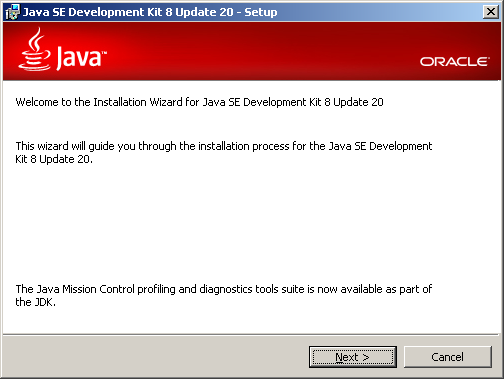 Java SE Development Kit 8 Update 20 - Setup
Java™
ORACLE®
Welcome to the Installation Wizard for Java SE Development Kit 8 Update 20
This wizard will guide you through the installation process for the Java SE Development
Kit 8 Update 20.
The Java Mission Control profiling and diagnostics tools suite is now available as part of
the JDK.
Next >
Cancel